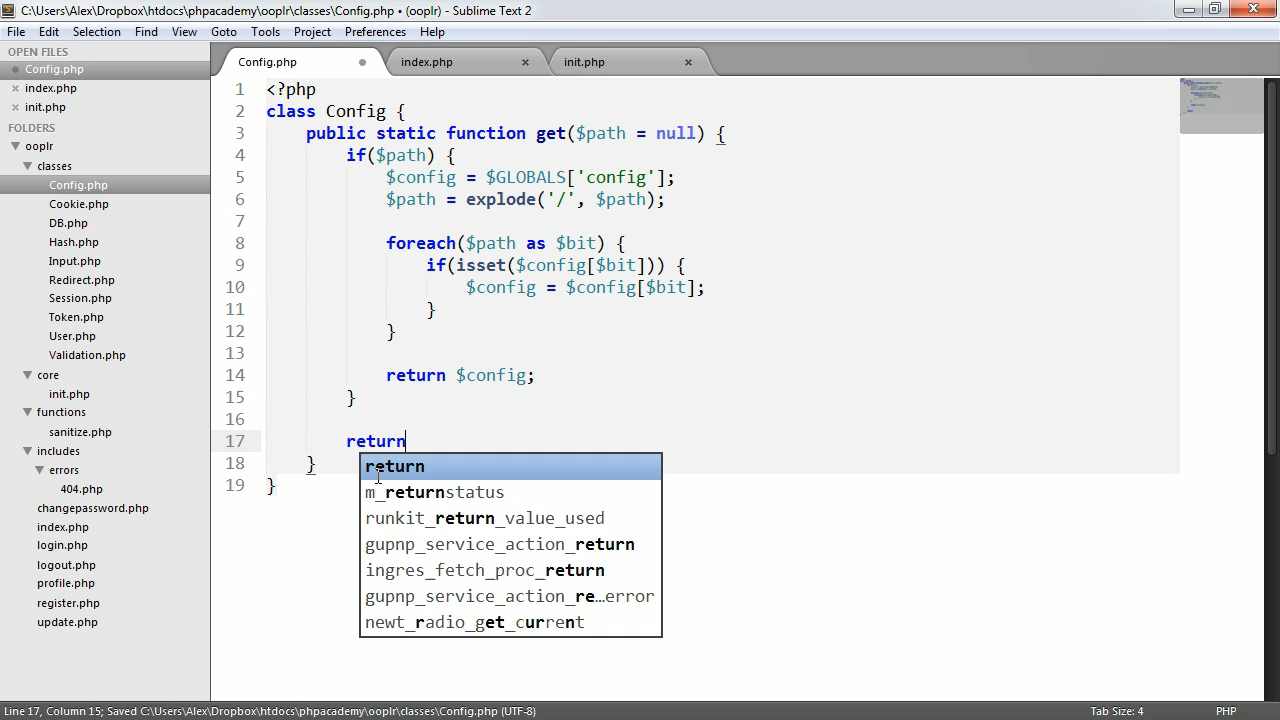 C:\Users\Alex\Dropbox\htdocs\phpacademy\ooplr\classes\Config.php • (ooplr) - Sublime Text 2
File Edit Selection Find View Goto Tools Project Preferences Help
OPEN FILES
Config.php
index.php
init.php
FOLDERS
ooplr
classes
Config.php
Cookie.php
DB.php
Hash.php
Input.php
Redirect.php
Session.php
Token.php
User.php
Validation.php
core
init.php
functions
sanitize.php
includes
errors
404.php
changepassword.php
index.php
login.php
logout.php
profile.php
register.php
update.php
Config.php index.php init.php
1 <?php
2 class Config {
3 public static function get($path = null) {
4 if($path) {
5 $config = $GLOBALS['config'];
6 $path = explode('/', $path);
7
8 foreach($path as $bit) {
9 if(isset($config[$bit])) {
10 $config = $config[$bit];
11 }
12 }
13
14 return $config;
15 }
16
17 return
18 }
19 }
return
m_returnstatus
runkit_return_value_used
gupnp_service_action_return
ingres_fetch_proc_return
gupnp_service_action_re…error
newt_radio_get_current
Line 17, Column 15; Saved C:\Users\Alex\Dropbox\htdocs\phpacademy\ooplr\classes\Config.php (UTF-8) Tab Size: 4 PHP